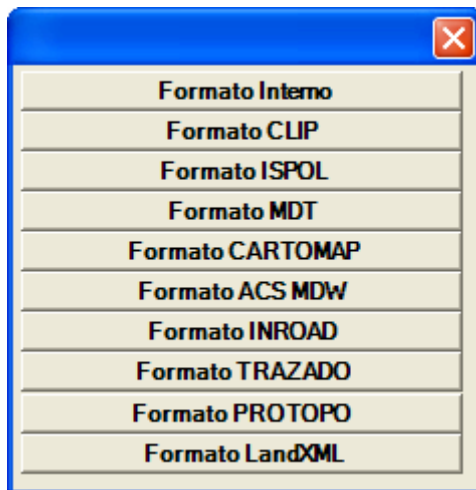 Formato Interno
Formato CLIP
Formato ISPOL
Formato MDT
Formato CARTOMAP
Formato ACS MDW
Formato INROAD
Formato TRAZADO
Formato PROTOPO
Formato LandXML